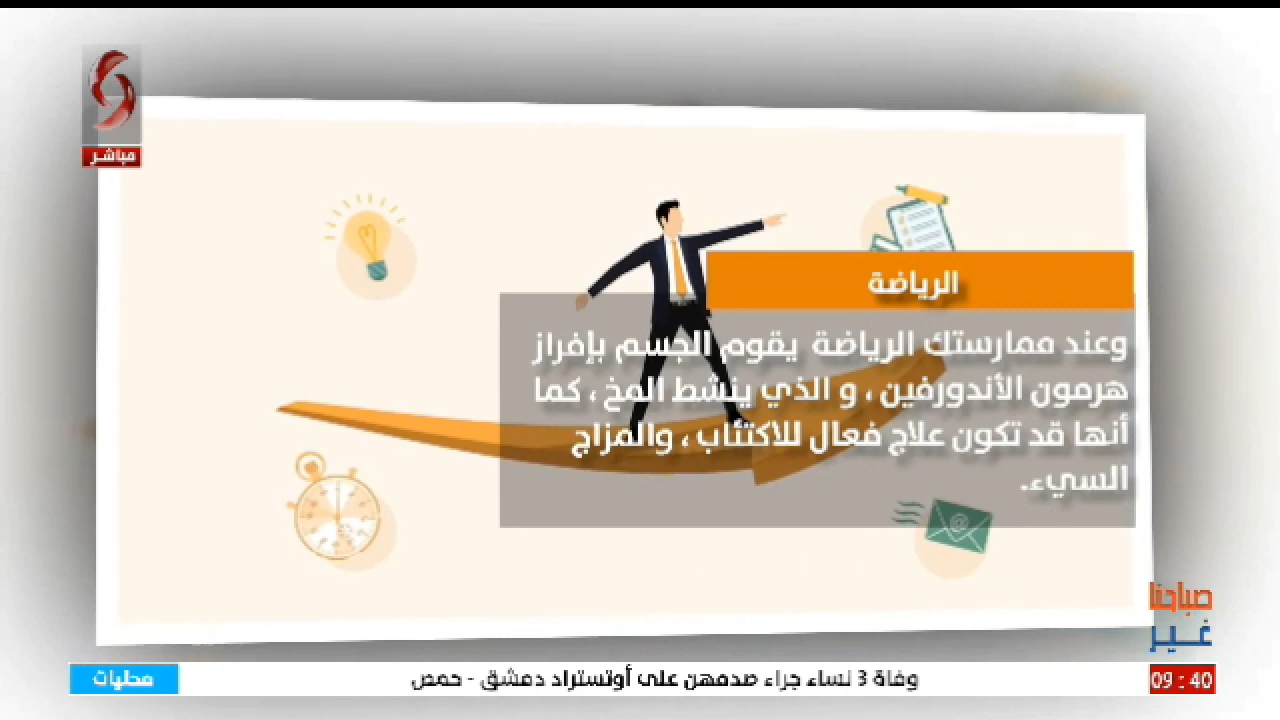 مباشر
الرياضة
وعند ممارستك الرياضة يقوم الجسم بإفراز
هرمون الأندورفين ، و الذي ينشط المخ ، كما
أنها قد تكون علاج فعال للاكتئاب ، والمزاج
السيء.
@
صباحنا
غير
محليات
وفاة 3 نساء جراء صدمهن على أوتستراد دمشق - حمص
09 : 40